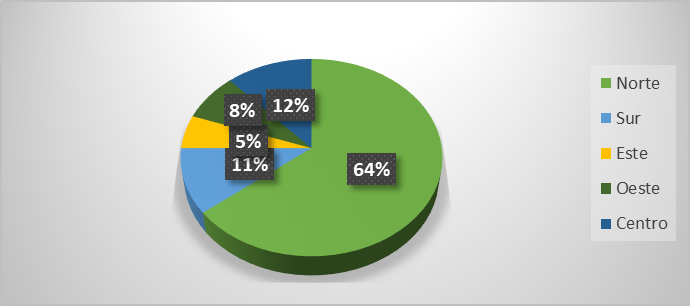 8%
12%
5%
11%
64%
Norte
Sur
Este
Oeste
Centro